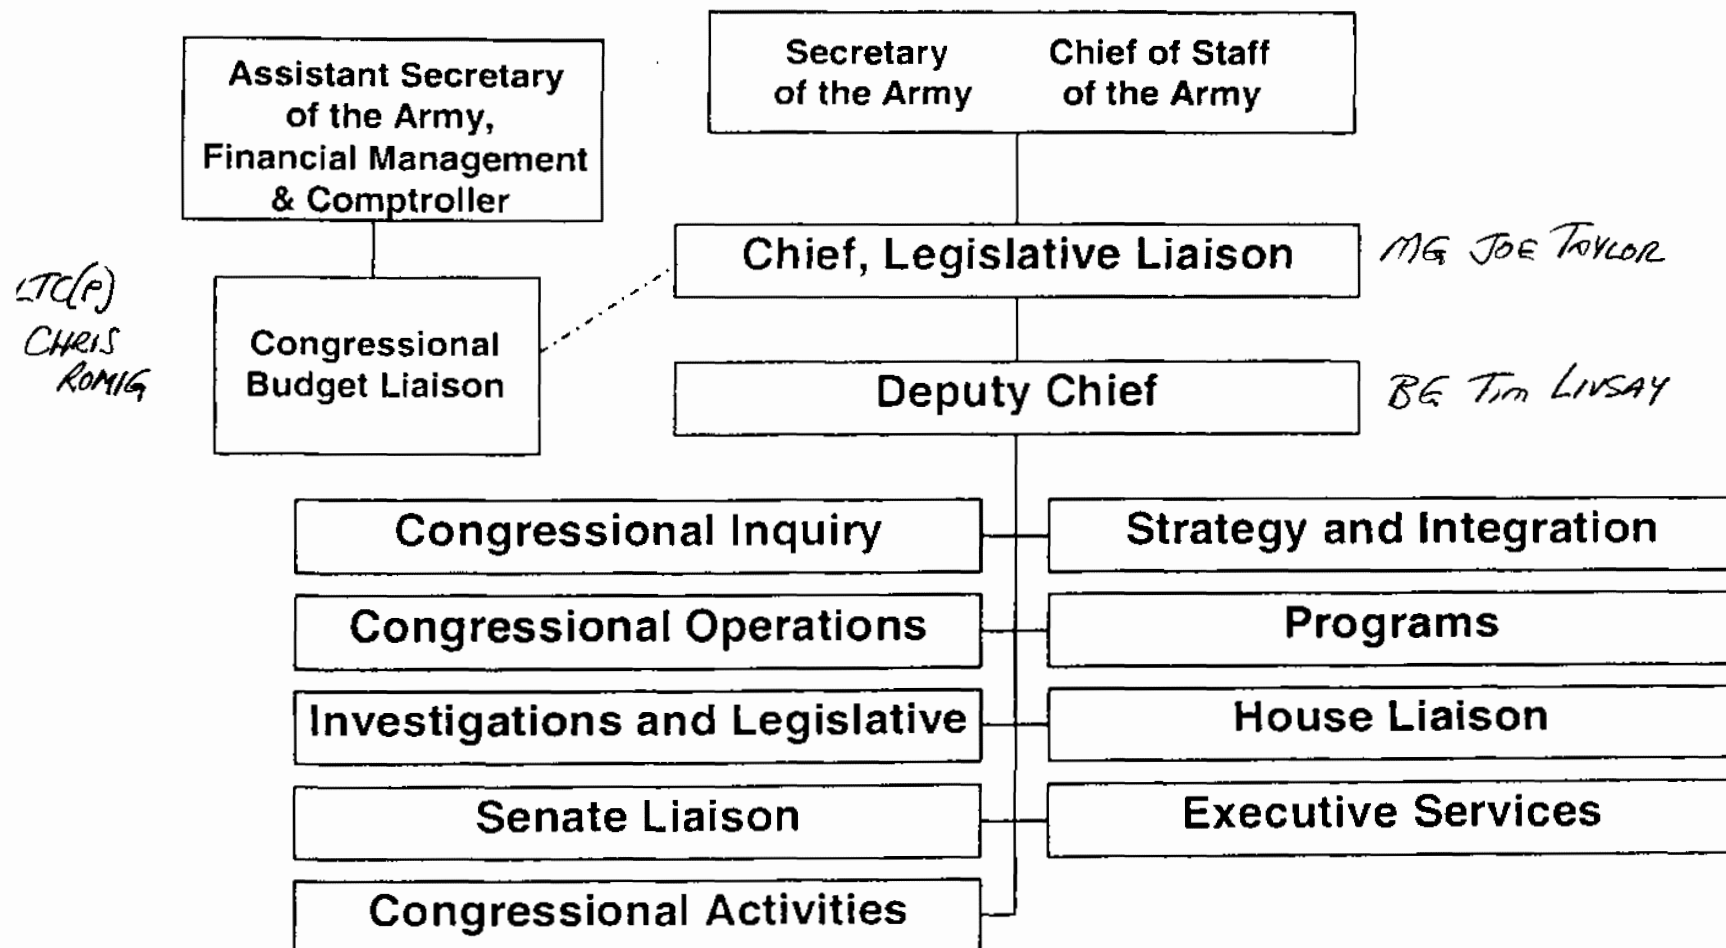 Assistant Secretary
of the Army,
Financial Management
& Comptroller
Secretary
of the Army
Chief of Staff
of the Army
Chief, Legislative Liaison
MG JOE TAYLOR
LTC(P)
CHRIS
ROMIG
Congressional
Budget Liaison
Deputy Chief
BG TIM LIVSAY
Congressional Inquiry
Strategy and Integration
Congressional Operations
Programs
Investigations and Legislative
House Liaison
Senate Liaison
Executive Services
Congressional Activities